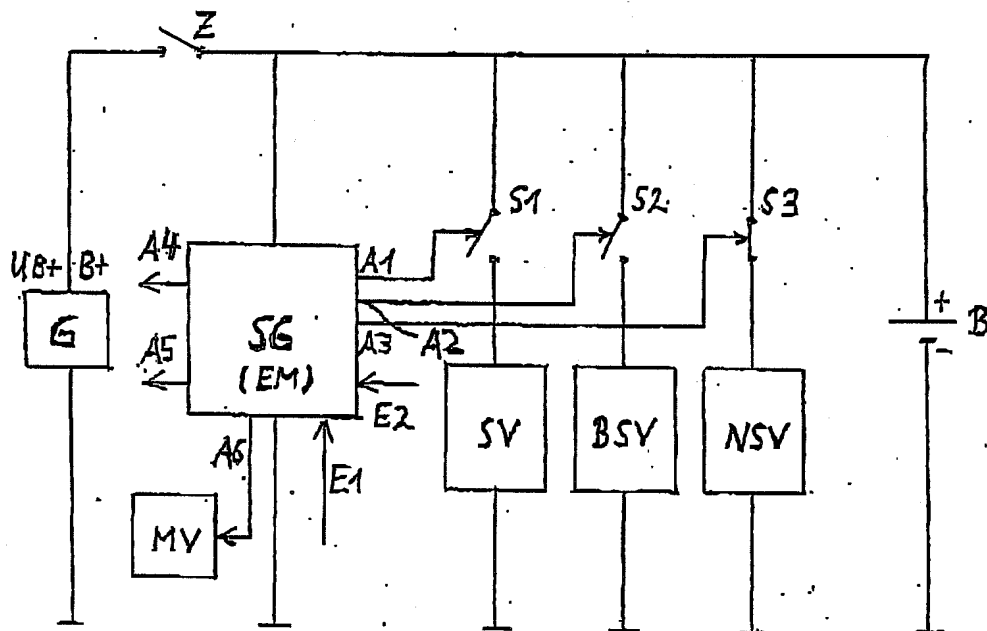 Z
S1
S2
S3
A4
A1
UB+
B+
G
SG
(EM)
A2
A3
A5
E2
+
B
-
SV
BSV
NSV
A6
E1
MV